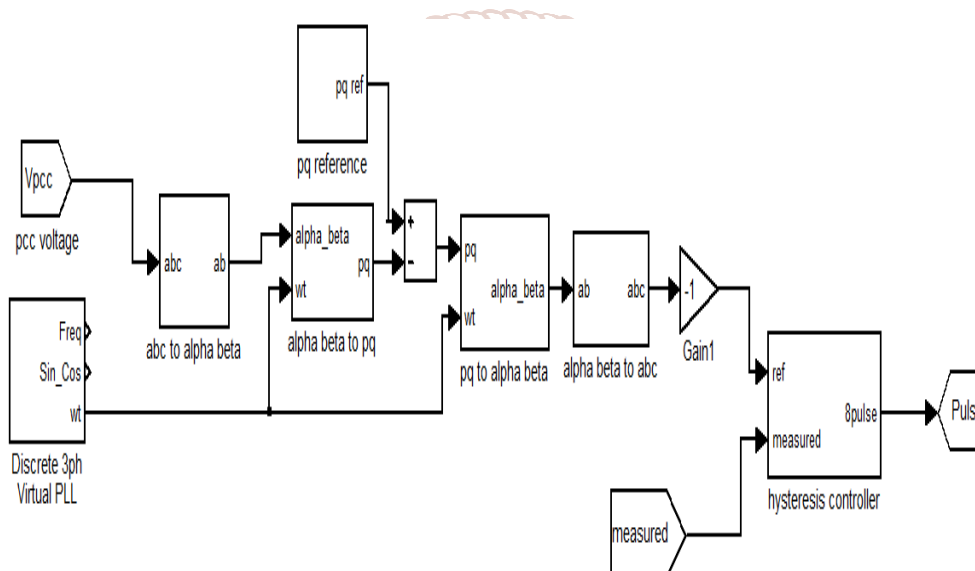 pq ref
pq reference
Vpcc
pcc voltage
abc
ab
abc to alpha beta
alpha_beta
wt
pq
alpha beta to pq
+
-
pq
wt
alpha_beta
pq to alpha beta
ab
abc
alpha beta to abc
-1
Gain1
Freq
Sin_Cos
wt
Discrete 3ph
Virtual PLL
ref
measured
8pulse
hysteresis controller
Puls
measured